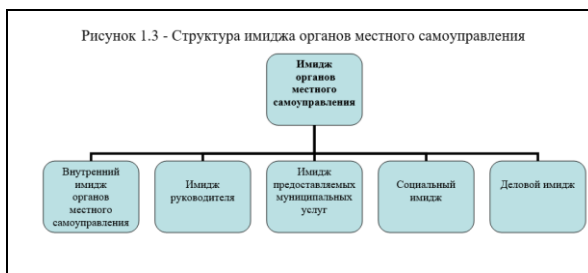 Рисунок 1.3 - Структура имиджа органов местного самоуправления
Имидж
органов
местного
самоуправления
Внутренний
имидж
органов
местного
самоуправления
Имидж
руководителя
Имидж
предоставляемых
муниципальных
услуг
Социальный
имидж
Деловой имидж